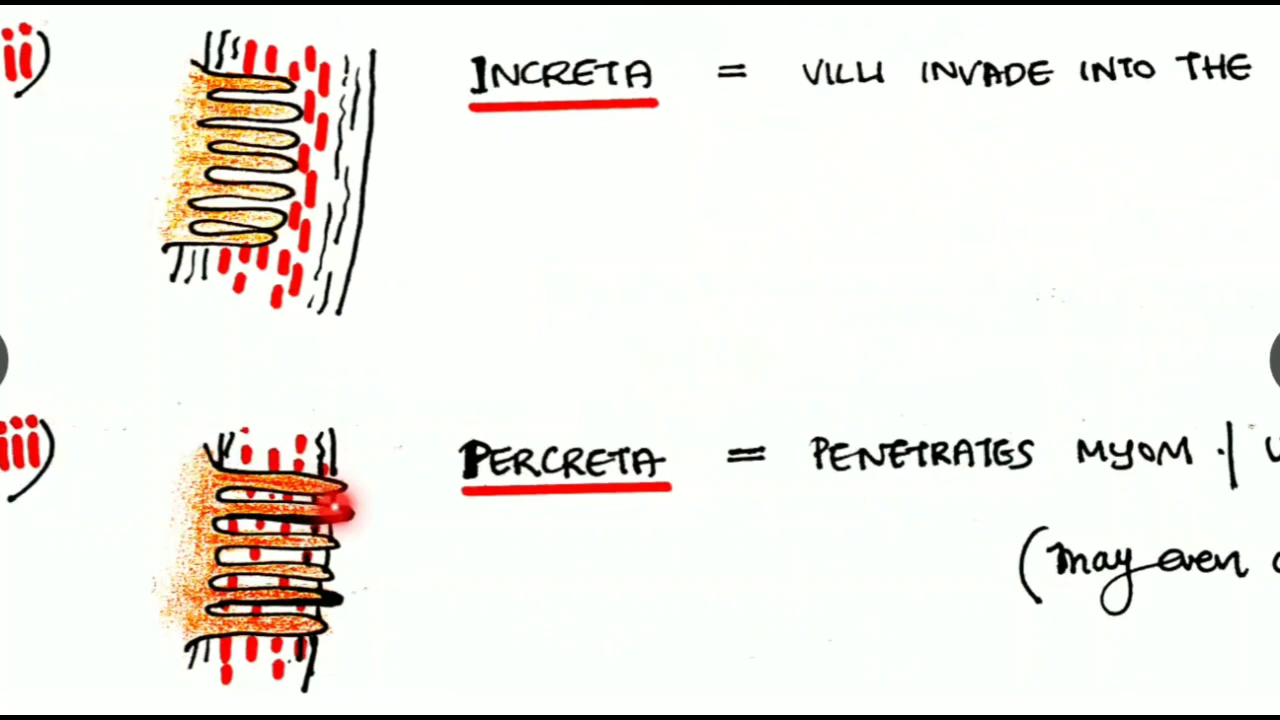 ii) INCRETA = VILLI INVADE INTO THE
iii) PERCRETA = PENETRATES MYOM.|
(may even